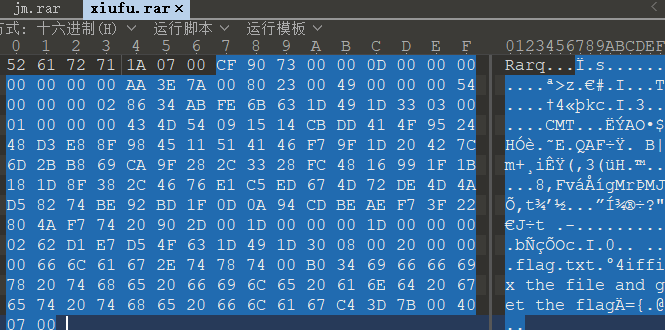 jm.rar xiufu.rar ×
方式: 十六进制(H) 运行脚本 运行模板
0 1 2 3 4 5 6 7 8 9 A B C D E F 0123456789ABCDEF
52 61 72 71 1A 07 00 CF 90 73 00 00 0D 00 00 00 Rarq...Ï.s......
00 00 00 00 AA 3E 7A 00 80 23 00 49 00 00 00 54 ....ª>z.€#.I...T
00 00 00 02 86 34 AB FE 6B 63 1D 49 1D 33 03 00 ....†4«þkc.I.3..
01 00 00 00 43 4D 54 09 15 14 CB DD 41 4F 95 24 ....CMT...ËÝAO•$
48 D3 E8 8F 98 45 11 51 41 46 F7 9F 1D 20 42 7C HÓè.˜E.QAF÷Ÿ. B|
6D 2B B8 69 CA 9F 28 2C 33 28 FC 48 16 99 1F 1B m+¸iÊŸ(,3(üH.™..
18 1D 8F 38 2C 46 76 E1 C5 ED 67 4D 72 DE 4D 4A ...8,FváÅígMrÞMJ
D5 82 74 BE 92 BD 1F 0D 0A 94 CD BE AE F7 3F 22 Õ‚t¾’½...”Í¾®÷?"
80 4A F7 74 20 90 2D 00 1D 00 00 00 1D 00 00 00 €J÷t .-.........
02 62 D1 E7 D5 4F 63 1D 49 1D 30 08 00 20 00 00 .bÑçÕOc.I.0.. ..
00 66 6C 61 67 2E 74 78 74 00 B0 34 69 66 66 69 .flag.txt.°4iffi
78 20 74 68 65 20 66 69 6C 65 20 61 6E 64 20 67 x the file and g
65 74 20 74 68 65 20 66 6C 61 67 C4 3D 7B 00 40 et the flagÄ={.@
07 00 ..